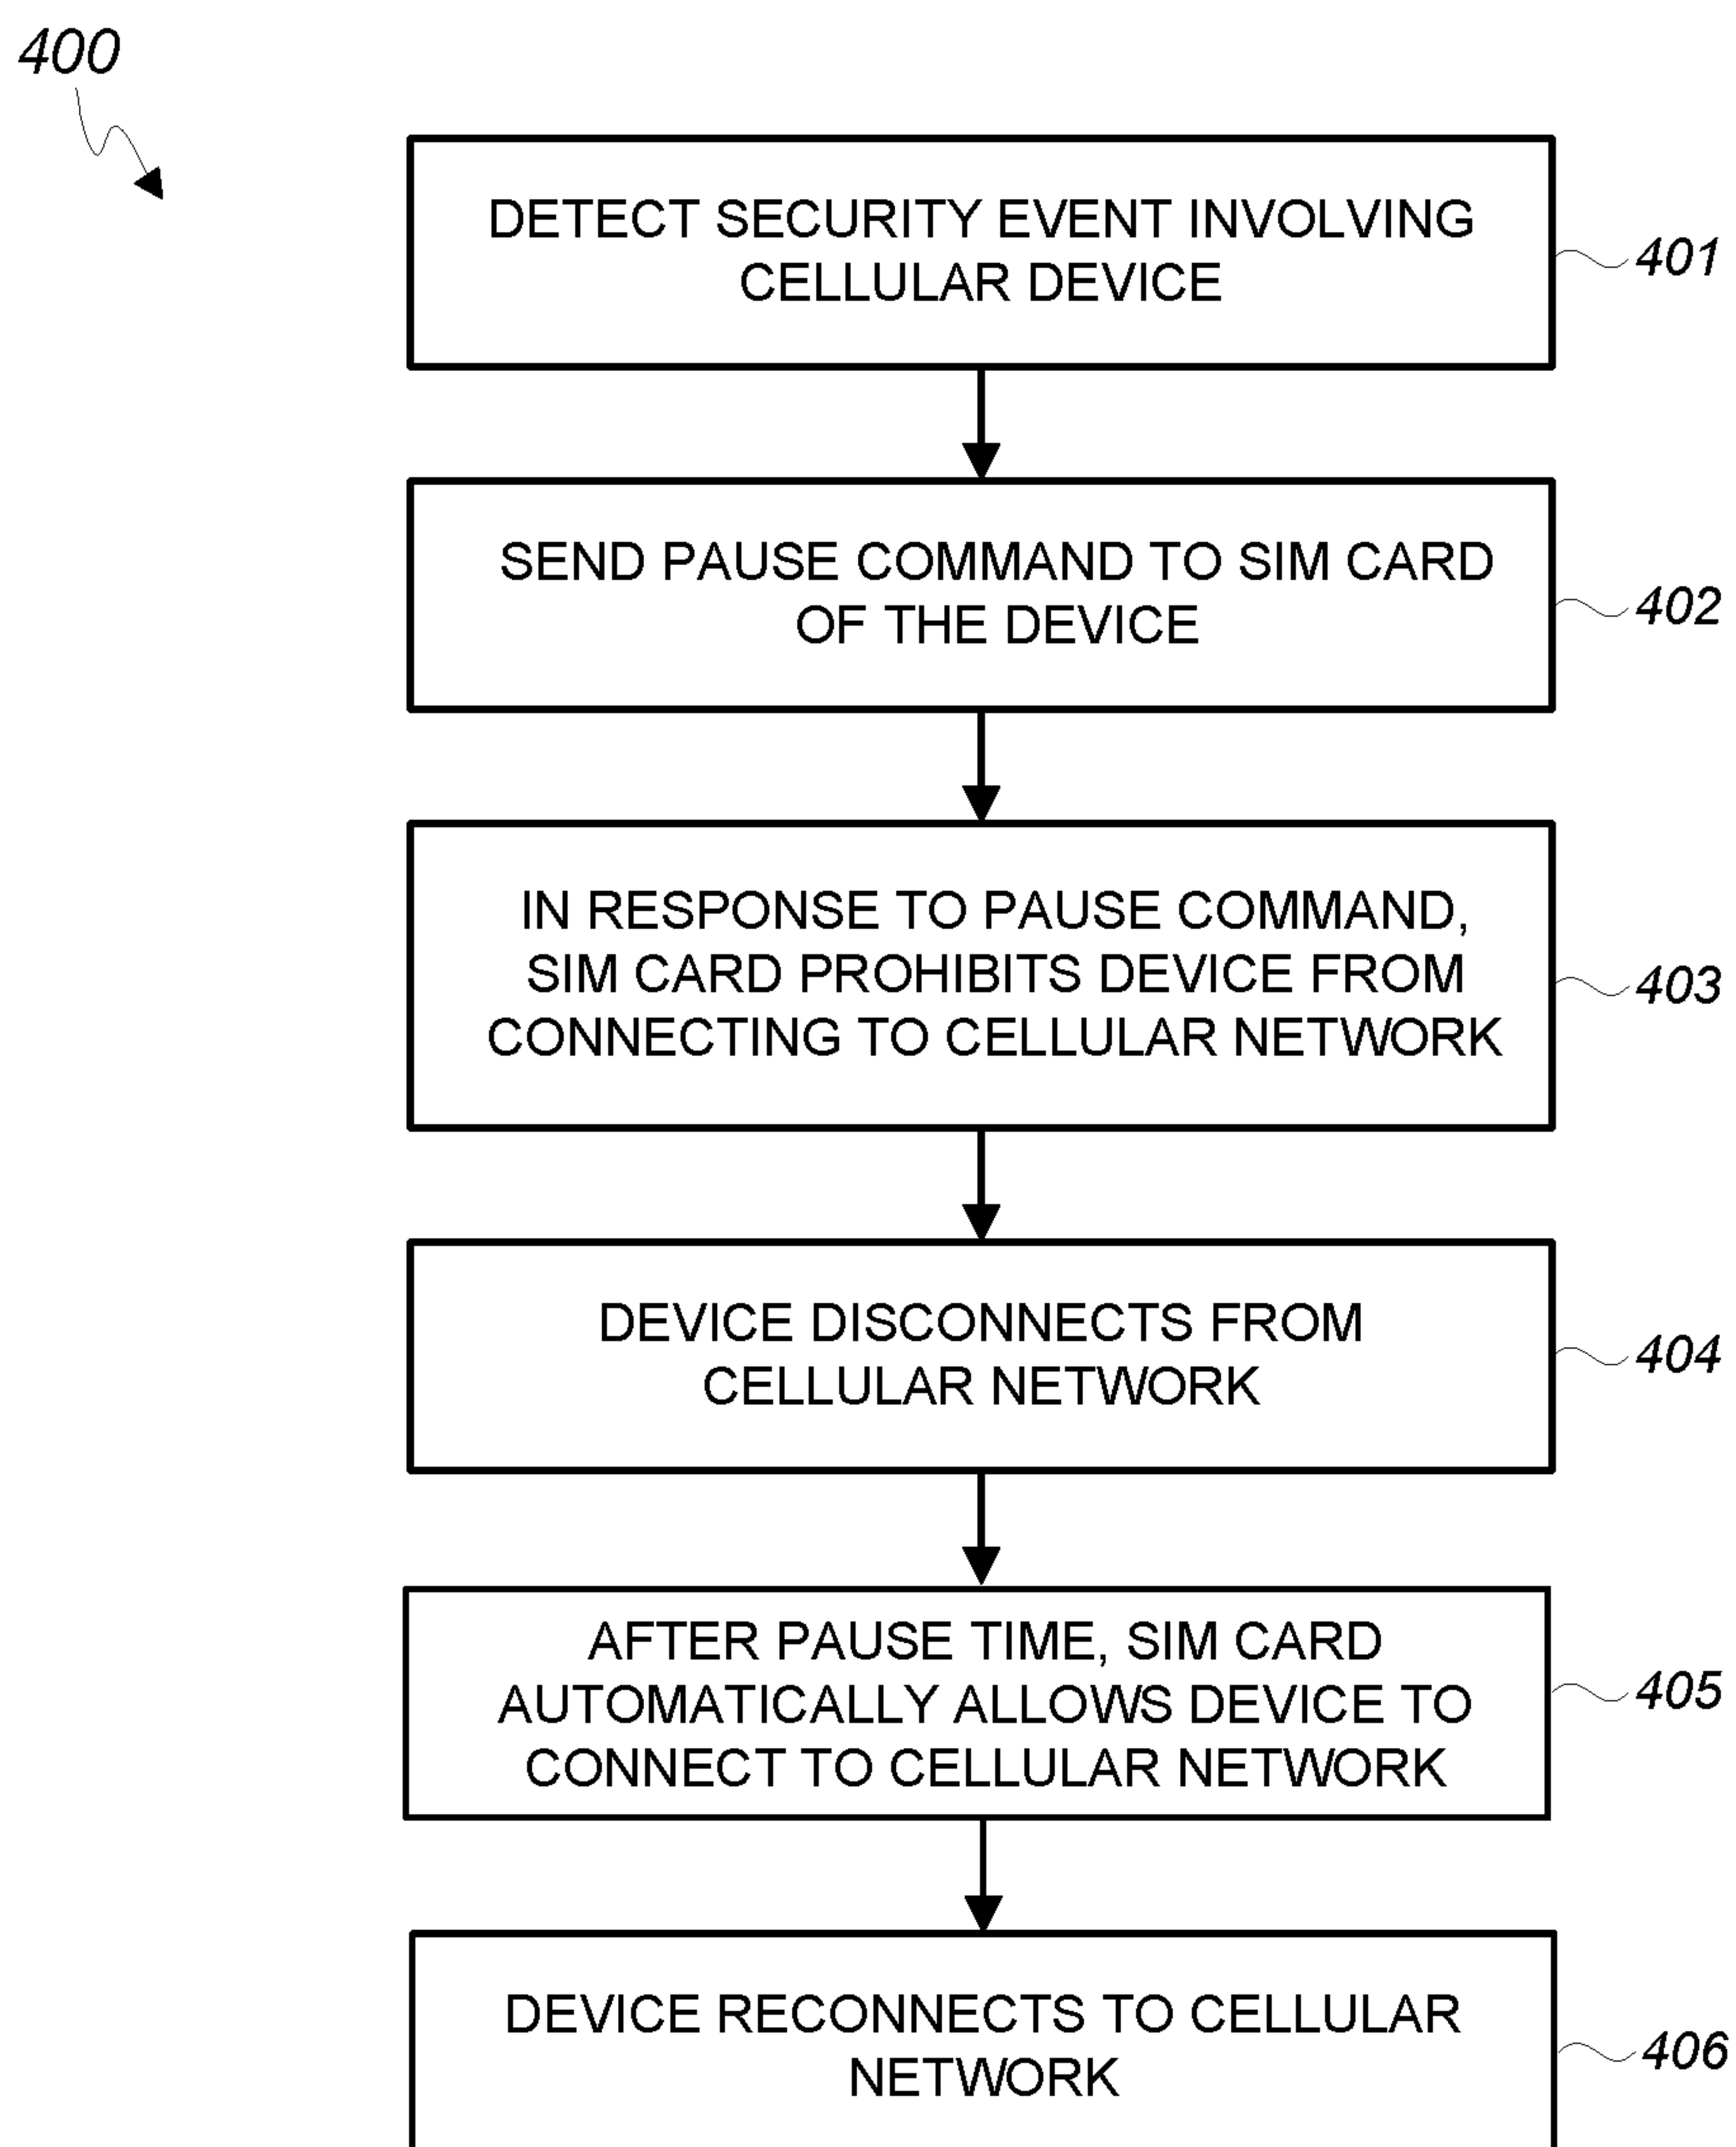 400
DETECT SECURITY EVENT INVOLVING
CELLULAR DEVICE
401
SEND PAUSE COMMAND TO SIM CARD
OF THE DEVICE
402
IN RESPONSE TO PAUSE COMMAND,
SIM CARD PROHIBITS DEVICE FROM
CONNECTING TO CELLULAR NETWORK
403
DEVICE DISCONNECTS FROM
CELLULAR NETWORK
404
AFTER PAUSE TIME, SIM CARD
AUTOMATICALLY ALLOWS DEVICE TO
CONNECT TO CELLULAR NETWORK
405
DEVICE RECONNECTS TO CELLULAR
NETWORK
406